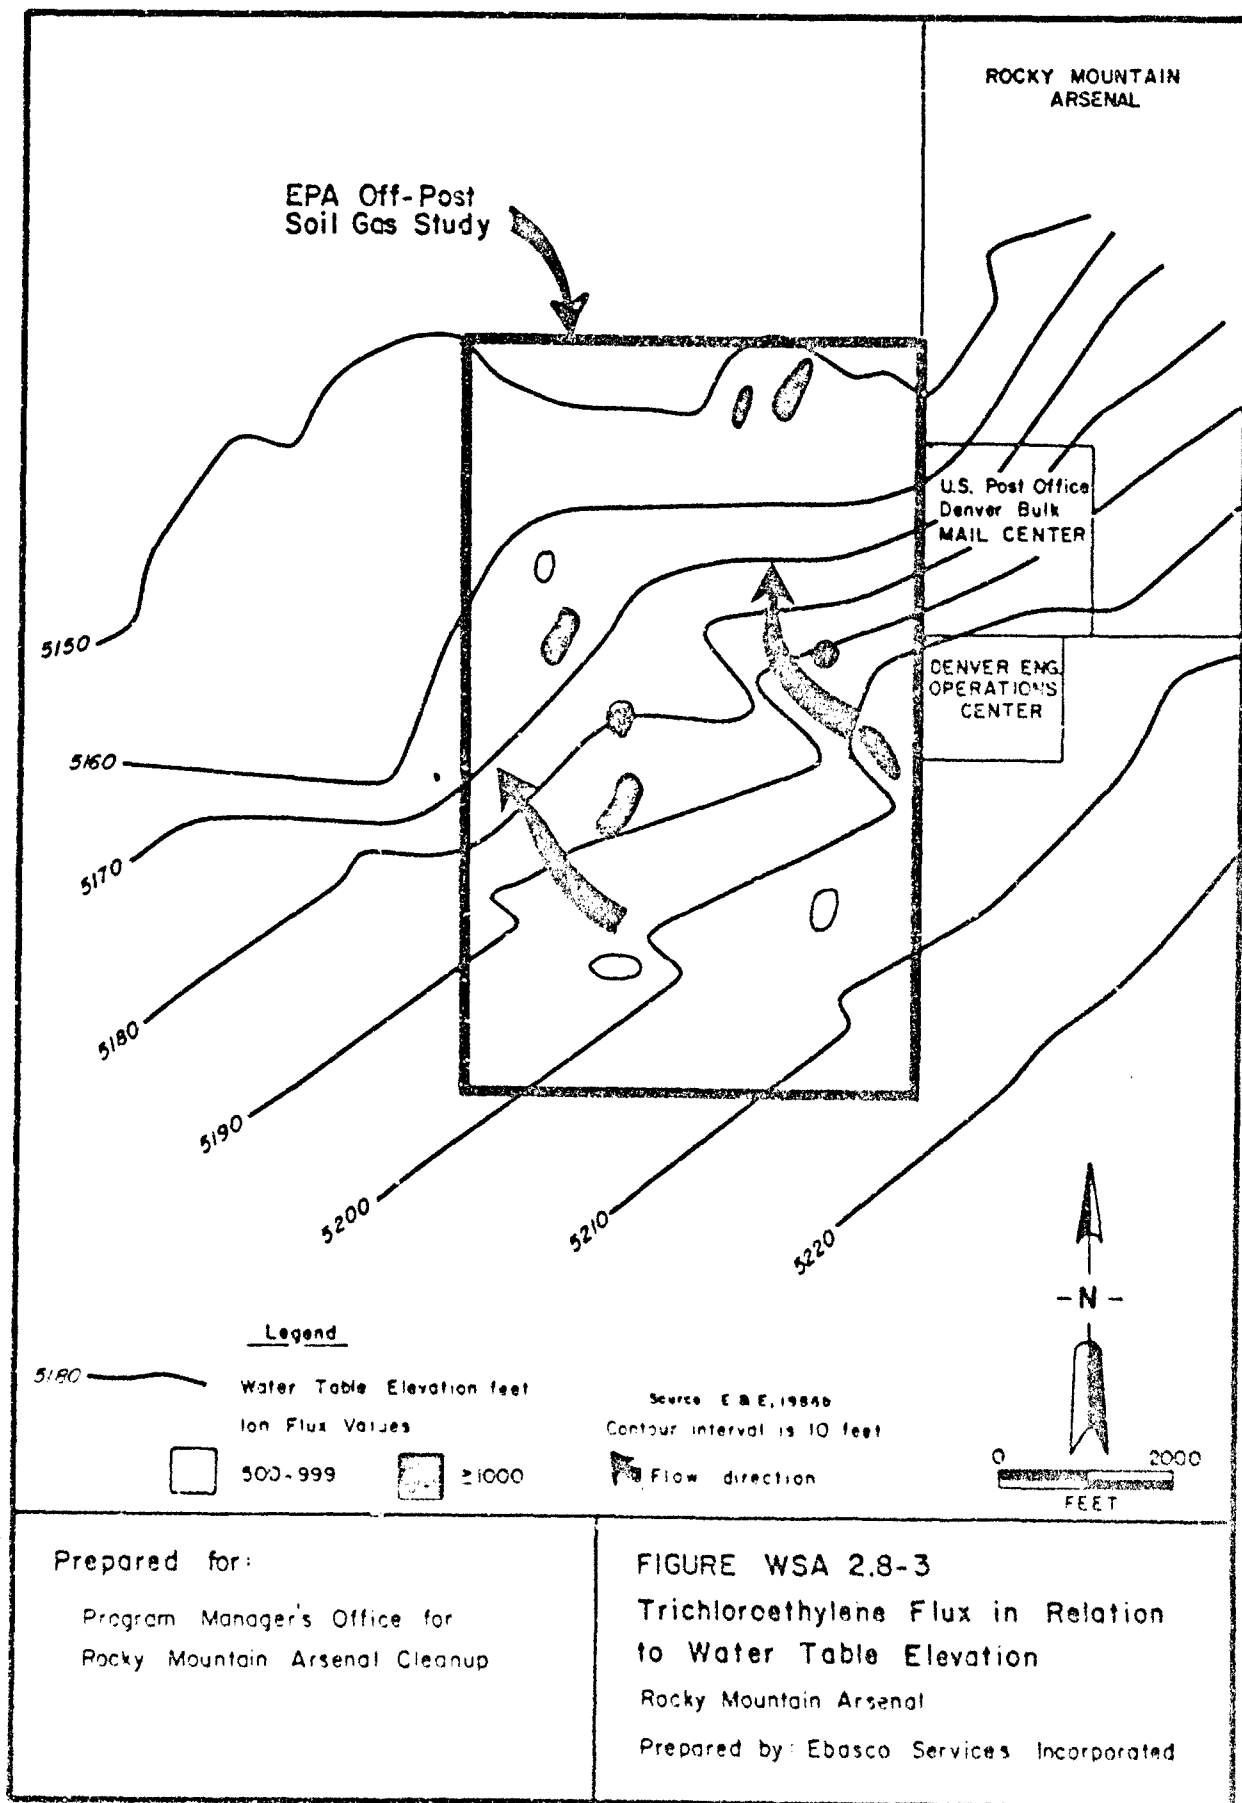 ROCKY MOUNTAIN
ARSENAL
EPA Off-Post
Soil Gas Study
U.S. Post Office
Denver Bulk
MAIL CENTER
DENVER ENG.
OPERATIONS
CENTER
5150
5160
5170
5180
5190
5200
5210
5220
-N-
Legend
5180
Water Table Elevation feet
Ion Flux Values
500-999
≥1000
Source E & E,
Contour interval is 10 feet
Flow direction
0 2000
FEET
Prepared for:
Program Manager's Office for
Rocky Mountain Arsenal Cleanup
FIGURE WSA 2.8-3
Trichloroethylene Flux in Relation
to Water Table Elevation
Rocky Mountain Arsenal
Prepared by: Ebasco Services Incorporated